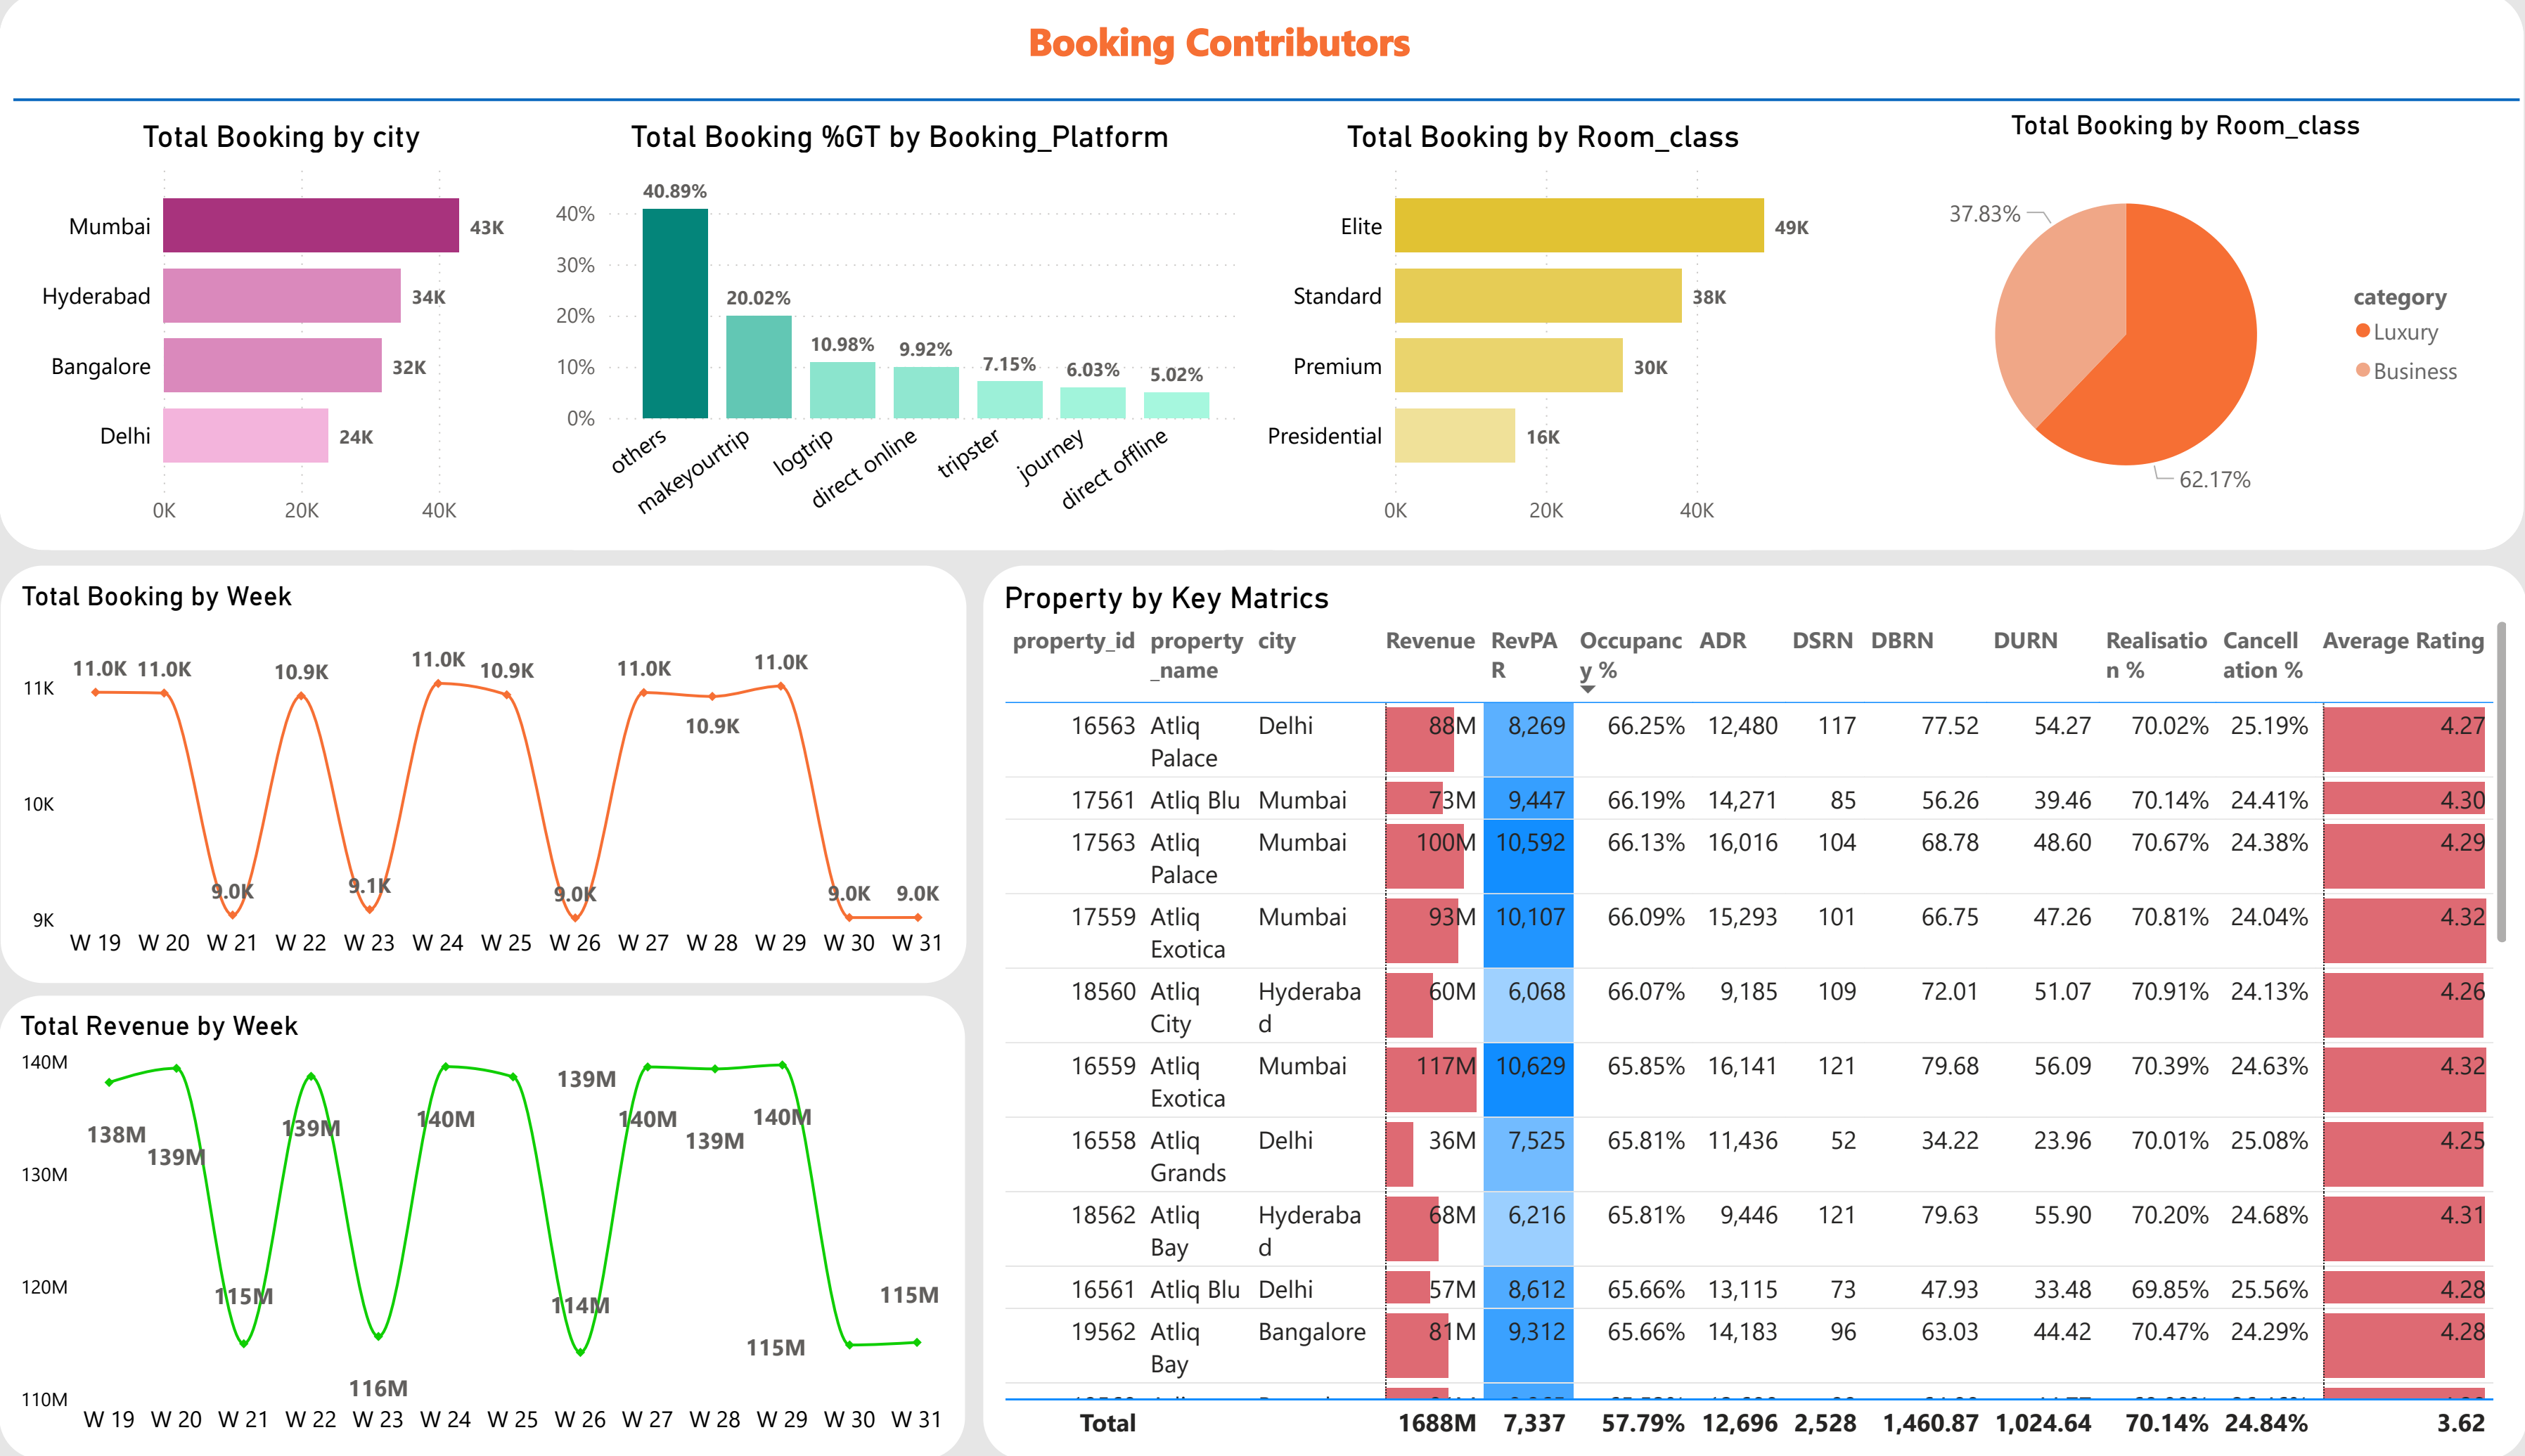 Booking Contributors
Total Booking by city
Mumbai 43K
Hyderabad 34K
Bangalore 32K
Delhi 24K
0K 20K 40K
Total Booking %GT by Booking_Platform
40% 30% 20% 10% 0%
40.89% 20.02% 10.98% 9.92% 7.15% 6.03% 5.02%
others makeyourtrip logtrip direct online tripster journey direct offline
Total Booking by Room_class
Elite 49K
Standard 38K
Premium 30K
Presidential 16K
0K 20K 40K
Total Booking by Room_class
37.83%
62.17%
category
Luxury
Business
Total Booking by Week
11K
10K
9K
11.0K 11.0K 9.0K 10.9K 9.1K 11.0K 10.9K 9.0K 11.0K 10.9K 11.0K 9.0K 9.0K
W 19 W 20 W 21 W 22 W 23 W 24 W 25 W 26 W 27 W 28 W 29 W 30 W 31
Total Revenue by Week
140M
130M
120M
110M
138M 139M 115M 139M 116M 140M 139M 114M 140M 139M 140M 115M 115M
W 19 W 20 W 21 W 22 W 23 W 24 W 25 W 26 W 27 W 28 W 29 W 30 W 31
Property by Key Matrics
property_id property city Revenue RevPA Occupanc ADR DSRN DBRN DURN Realisatio Cancell Average Rating
_name R y % n % ation %
16563 Atliq Delhi 88M 8,269 66.25% 12,480 117 77.52 54.27 70.02% 25.19% 4.27
Palace
17561 Atliq Blu Mumbai 73M 9,447 66.19% 14,271 85 56.26 39.46 70.14% 24.41% 4.30
17563 Atliq Mumbai 100M 10,592 66.13% 16,016 104 68.78 48.60 70.67% 24.38% 4.29
Palace
17559 Atliq Mumbai 93M 10,107 66.09% 15,293 101 66.75 47.26 70.81% 24.04% 4.32
Exotica
18560 Atliq Hyderaba 60M 6,068 66.07% 9,185 109 72.01 51.07 70.91% 24.13% 4.26
City d
16559 Atliq Mumbai 117M 10,629 65.85% 16,141 121 79.68 56.09 70.39% 24.63% 4.32
Exotica
16558 Atliq Delhi 36M 7,525 65.81% 11,436 52 34.22 23.96 70.01% 25.08% 4.25
Grands
18562 Atliq Hyderaba 68M 6,216 65.81% 9,446 121 79.63 55.90 70.20% 24.68% 4.31
Bay d
16561 Atliq Blu Delhi 57M 8,612 65.66% 13,115 73 47.93 33.48 69.85% 25.56% 4.28
19562 Atliq Bangalore 81M 9,312 65.66% 14,183 96 63.03 44.42 70.47% 24.29% 4.28
Bay
Total 1688M 7,337 57.79% 12,696 2,528 1,460.87 1,024.64 70.14% 24.84% 3.62